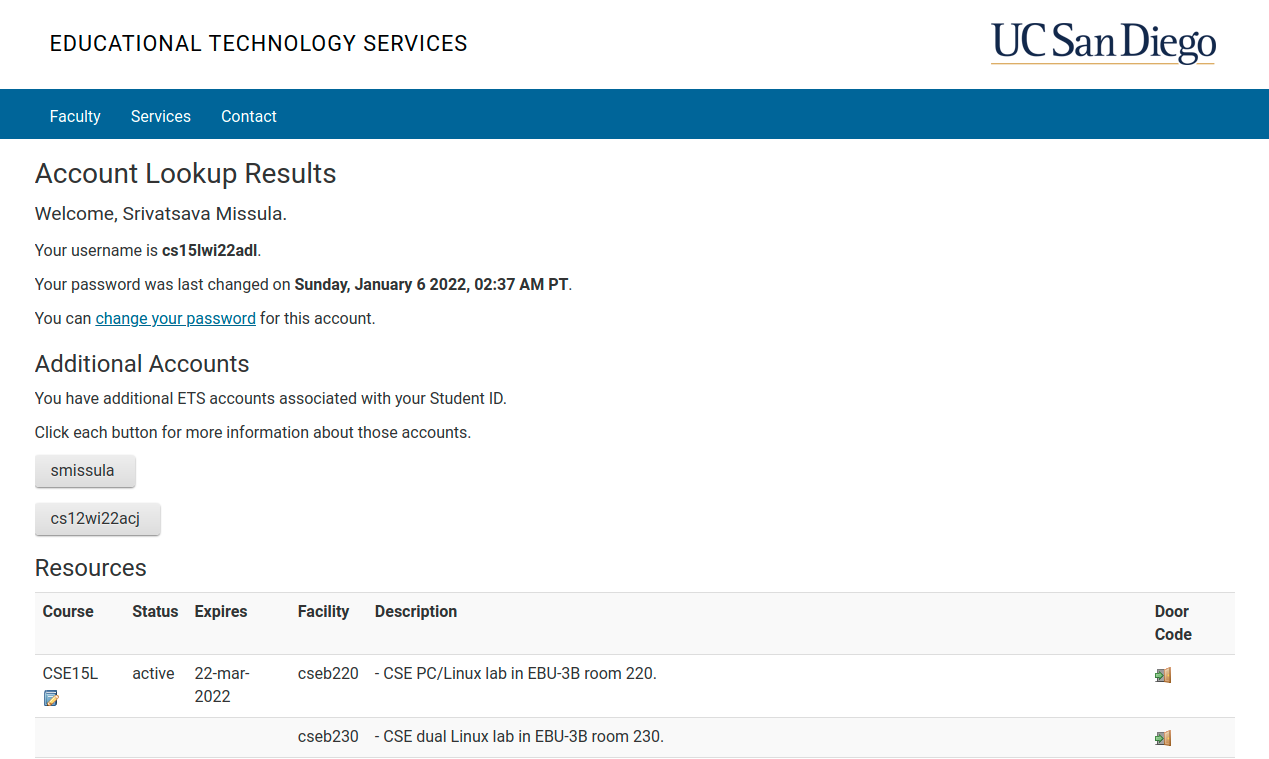 EDUCATIONAL TECHNOLOGY SERVICES
UC San Diego
Faculty Services Contact
Account Lookup Results
Welcome, Srivatsava Missula.
Your username is cs15lwi22adl.
Your password was last changed on Sunday, January 6 2022, 02:37 AM PT.
You can change your password for this account.
Additional Accounts
You have additional ETS accounts associated with your Student ID.
Click each button for more information about those accounts.
smissula
cs12wi22acj
Resources
Course Status Expires Facility Description Door
Code
CSE15L active 22-mar- cseb220 - CSE PC/Linux lab in EBU-3B room 220.
2022
cseb230 - CSE dual Linux lab in EBU-3B room 230.